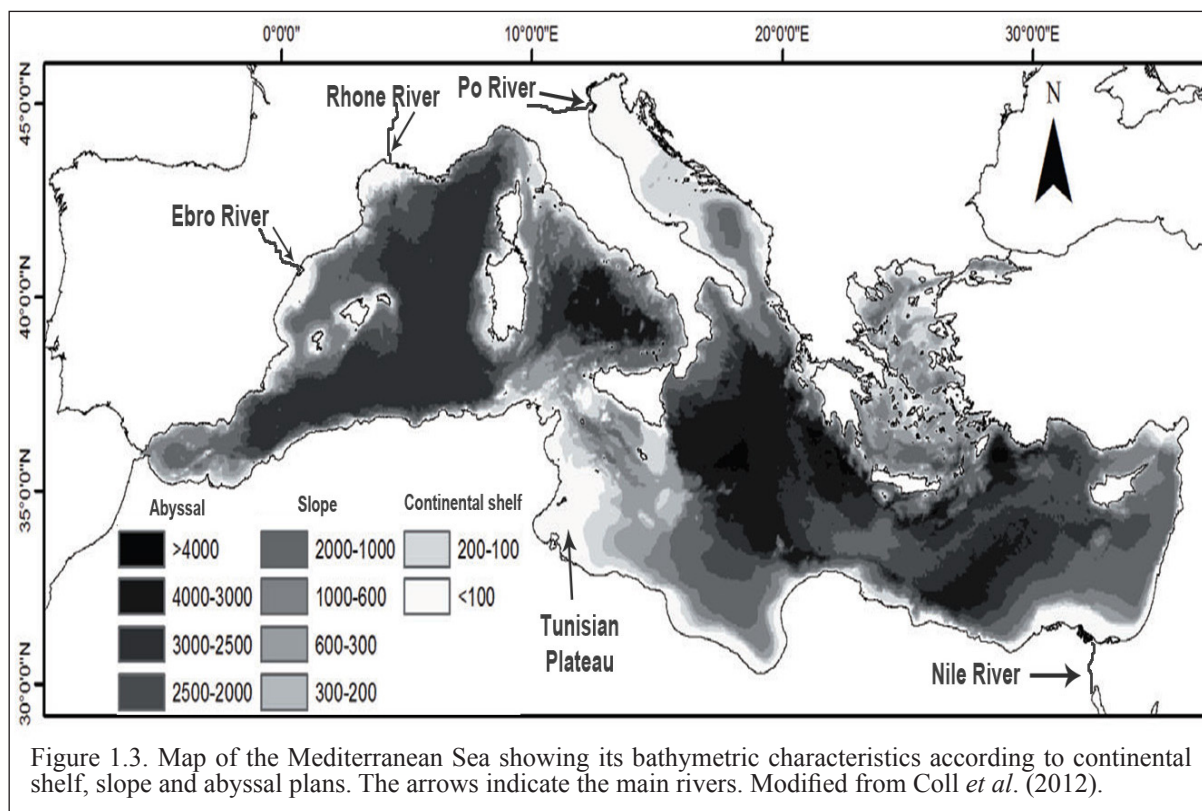 0°0'0"
10°0'0"E
20°0'0"E
30°0'0"E
45°0'0"N
40°0'0"N
35°0'0"N
30°0'0"N
Rhone River
Po River
N
Ebro River
Abyssal
Slope
Continental shelf
>4000
2000-1000
200-100
4000-3000
1000-600
<100
3000-2500
600-300
2500-2000
300-200
Tunisian
Plateau
Nile River
Figure 1.3. Map of the Mediterranean Sea showing its bathymetric characteristics according to continental
shelf, slope and abyssal plans. The arrows indicate the main rivers. Modified from Coll et al. (2012).